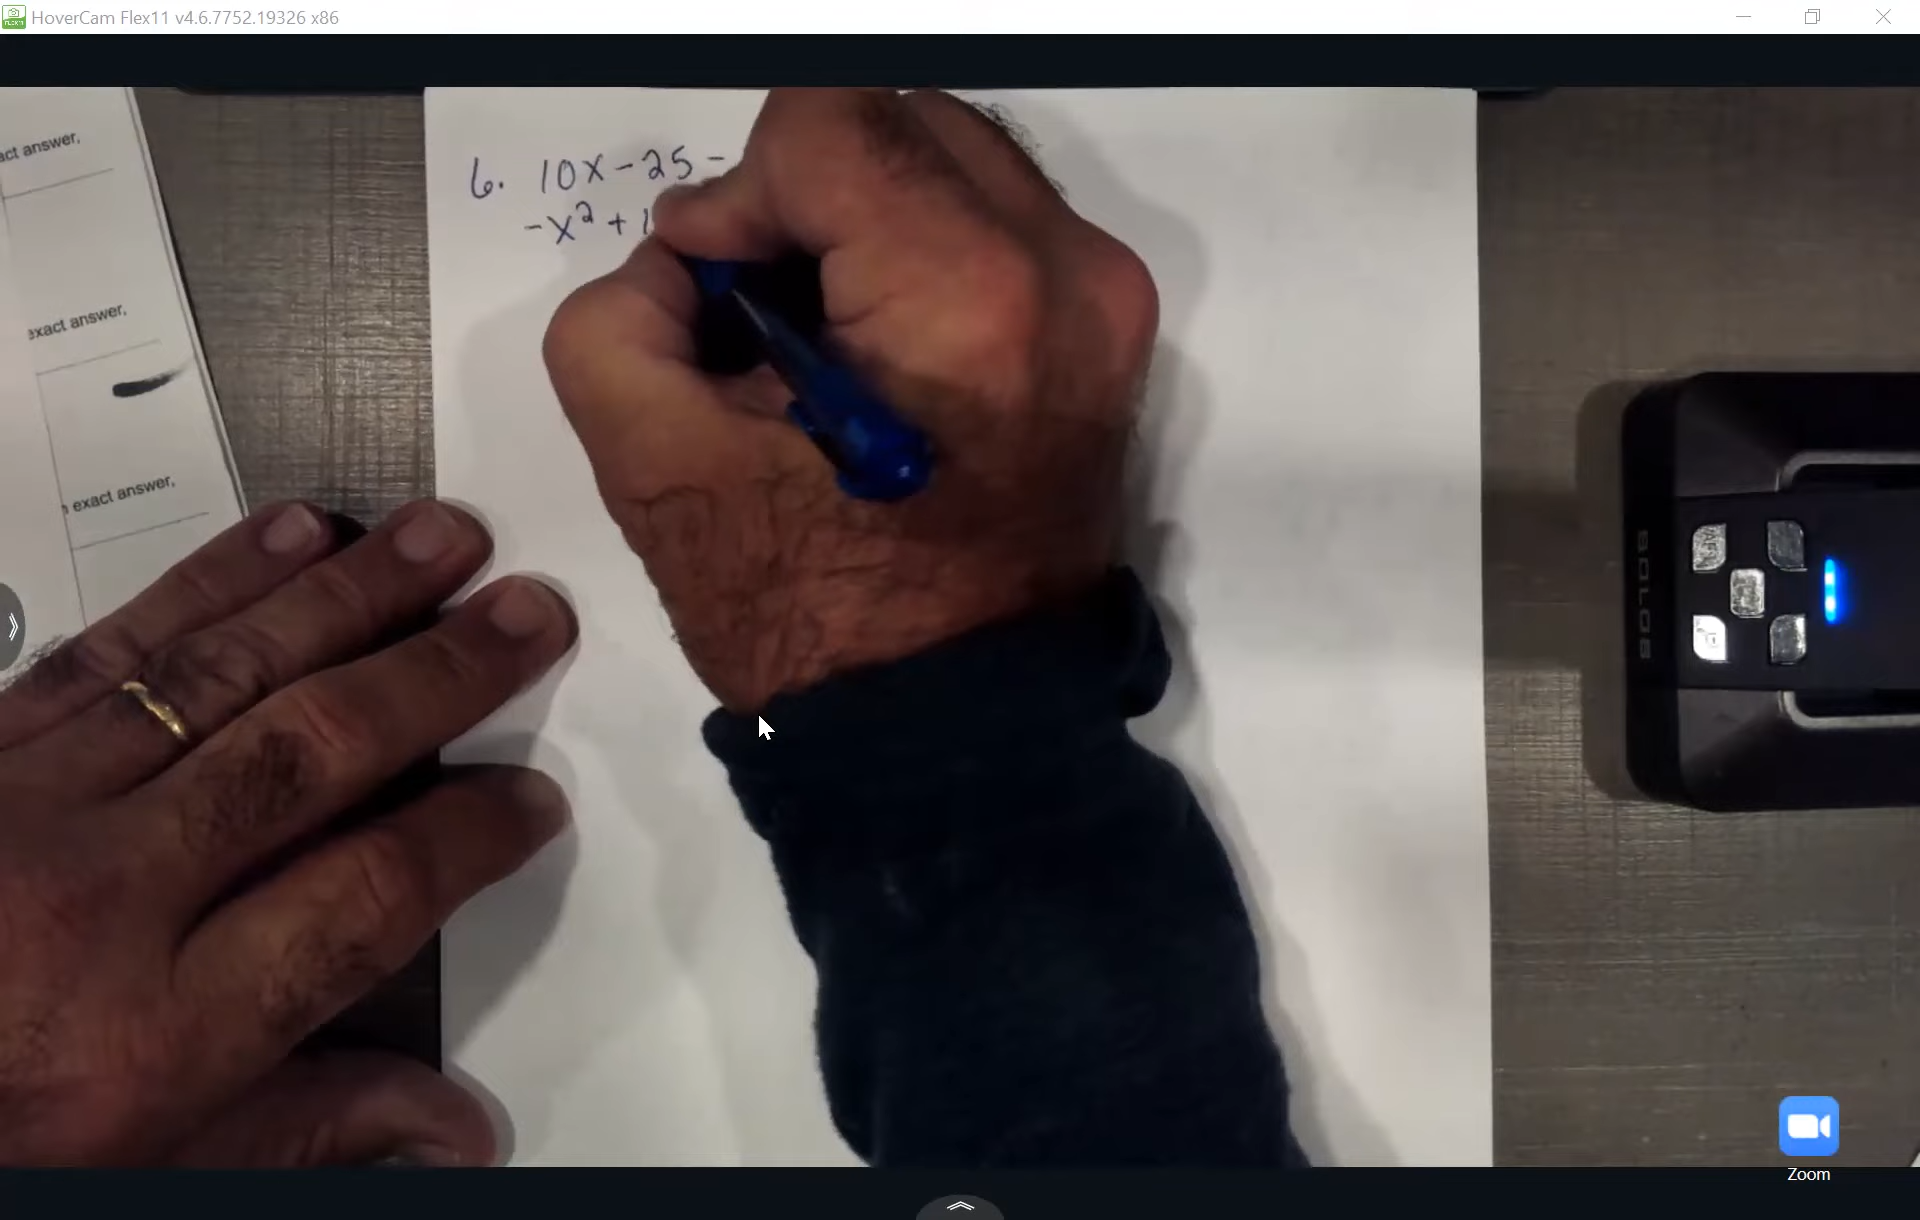 HoverCam Flex11 v4.6.7752.19326 x86
act answer,
exact answer,
exact answer,
6. 10x-25-
-x²+1
SOLOS
Zoom